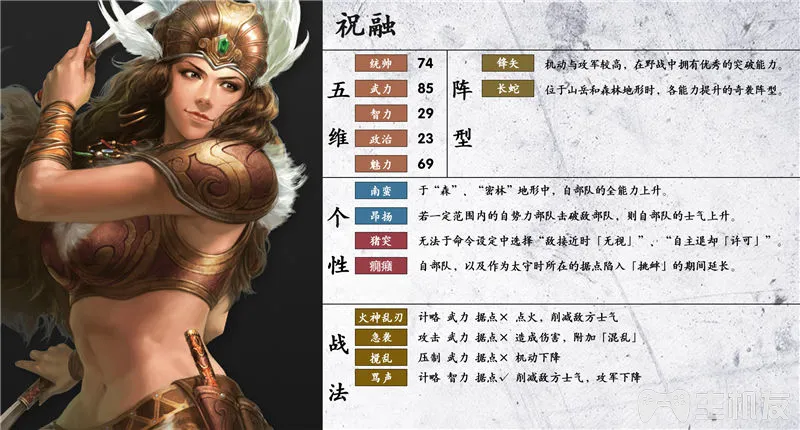 祝融
五维
统帅 74
武力 85
智力 29
政治 23
魅力 69
阵型
锋矢 机动与攻军较高，在野战中拥有优秀的突破能力。
长蛇 位于山岳和森林地形时，各能力提升的奇袭阵型。
个性
南蛮 于“森”、“密林”地形中，自部队的全能力上升。
昂扬 若一定范围内的自势力部队击破敌部队，则自部队的士气上升。
猪突 无法于命令设定中选择“敌接近时「无视」”、“自主退却「许可」”。
癇癪 自部队，以及作为太守时所在的据点陷入「挑衅」的期间延长。
战法
火神乱刃 计略 武力 据点× 点火，削减敌方士气
急袭 攻击 武力 据点× 造成伤害，附加「混乱」
搅乱 压制 武力 据点× 机动下降
骂声 计略 智力 据点✓ 削减敌方士气，攻军下降